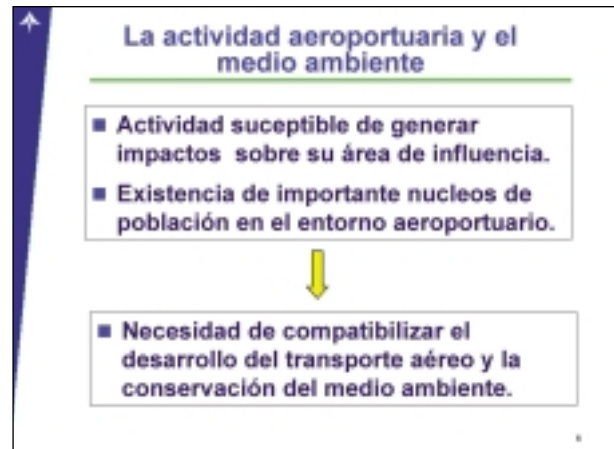 La actividad aeroportuaria y el
medio ambiente
Actividad suceptible de generar
impactos sobre su área de influencia.
Existencia de importante nucleos de
población en el entorno aeroportuario.
Necesidad de compatibilizar el
desarrollo del transporte aéreo y la
conservación del medio ambiente.